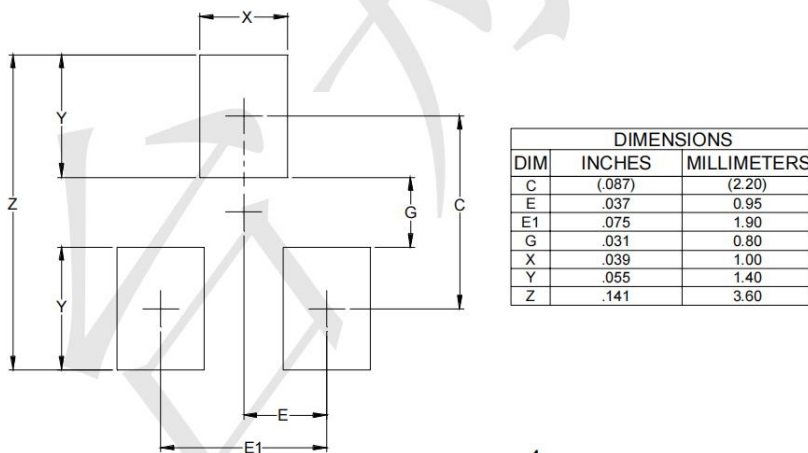 X
Y
Z
G
C
Y
E
E1
DIMENSIONS
DIM INCHES MILLIMETERS
C (.087) (2.20)
E .037 0.95
E1 .075 1.90
G .031 0.80
X .039 1.00
Y .055 1.40
Z .141 3.60